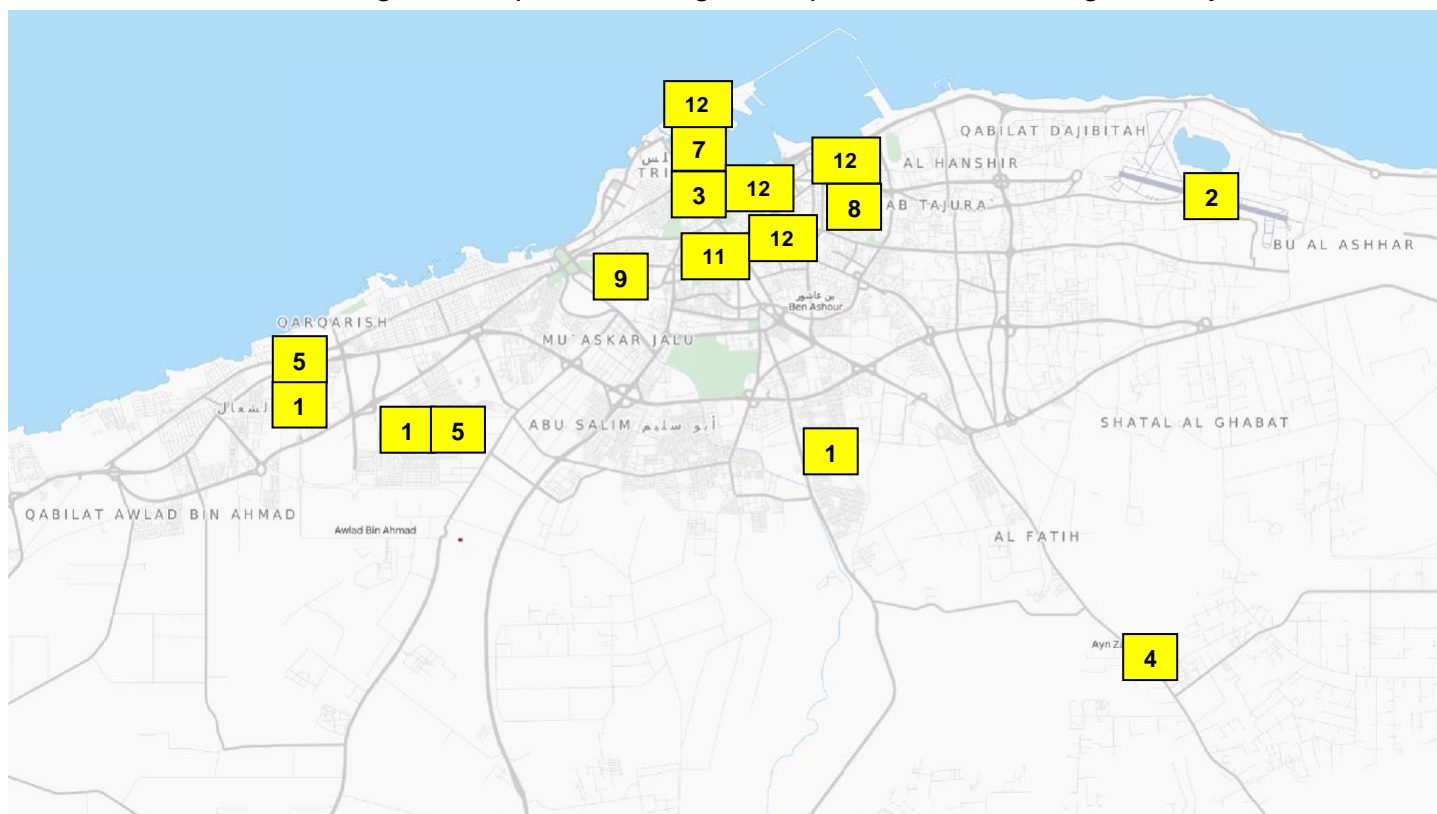 12
QABILAT DAJIBITAH
7
12
AL HANSHIR
TRI
3
12
8
AB TAJURA`
2
12
BU AL ASHHAR
11
9
بن عاشور
Ben Ashour
QARQARISH
MU`ASKAR JALU
5
1
لشعال
1
5
ABU SALIM أبو سليم
SHATAL AL GHABAT
1
QABILAT AWLAD BIN AHMAD
Awlad Bin Ahmad
AL FATIH
Ayn Z
4